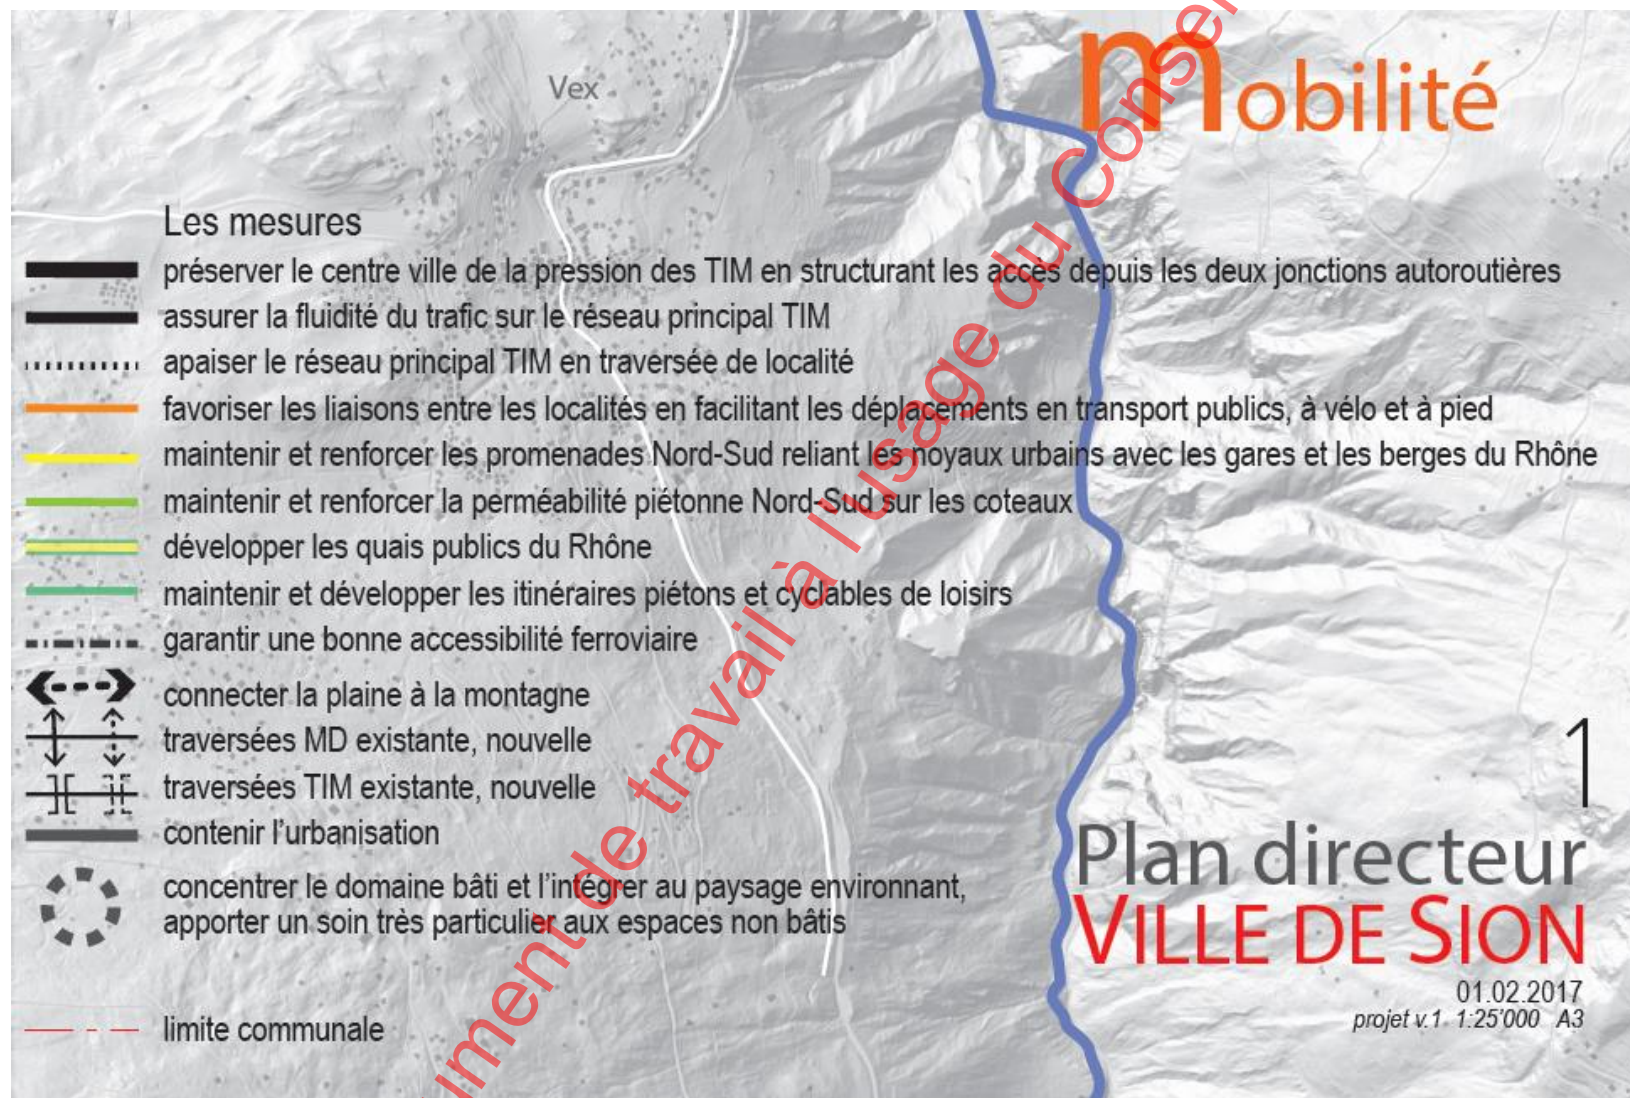 Vex
mobilité
Les mesures
préserver le centre ville de la pression des TIM en structurant les accès depuis les deux jonctions autoroutières
assurer la fluidité du trafic sur le réseau principal TIM
apaiser le réseau principal TIM en traversée de localité
favoriser les liaisons entre les localités en facilitant les déplacements en transport publics, à vélo et à pied
maintenir et renforcer les promenades Nord-Sud reliant les noyaux urbains avec les gares et les berges du Rhône
maintenir et renforcer la perméabilité piétonne Nord-Sud sur les coteaux
développer les quais publics du Rhône
maintenir et développer les itinéraires piétons et cyclables de loisirs
garantir une bonne accessibilité ferroviaire
connecter la plaine à la montagne
traversées MD existante, nouvelle
traversées TIM existante, nouvelle
contenir l'urbanisation
concentrer le domaine bâti et l'intégrer au paysage environnant,
apporter un soin très particulier aux espaces non bâtis
limite communale
1
Plan directeur
VILLE DE SION
01.02.2017
projet v.1 1:25'000 A3
de travail à l'usage du